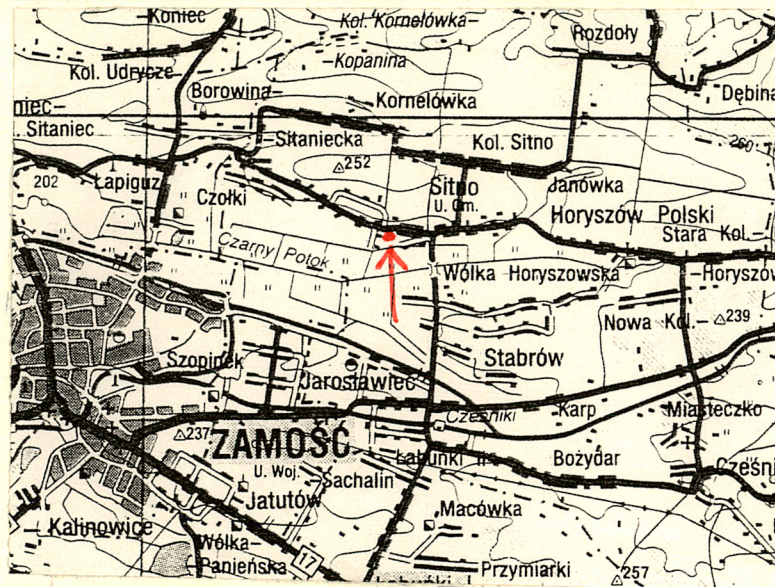 Koniec
Kol. Kornelówka
Rozdoły
Kopanina
Kol. Udrycze
Borowina
Kornelówka
Dębina
niec-
. Sitaniec
Sitaniecka
Kol. Sitno
260
252
202
Łapiguz
Sitno
U. Gm.
Janówka
Czołki
Horyszów Polski
Stara Kol.
Czarny Potok
Wólka Horyszowska
Horyszów
Nowa Kol.
239
Szopinek
Stabrów
Jarosławiec
Cześniki
Karp
Miasteczko
237
ZAMOŚĆ
U. Woj.
Łabuńki
Bożydar
Cześni
Sachalin
Jatutów
Macówka
Kalinowice
Wólka
Panieńska
17
Przymiarki
257